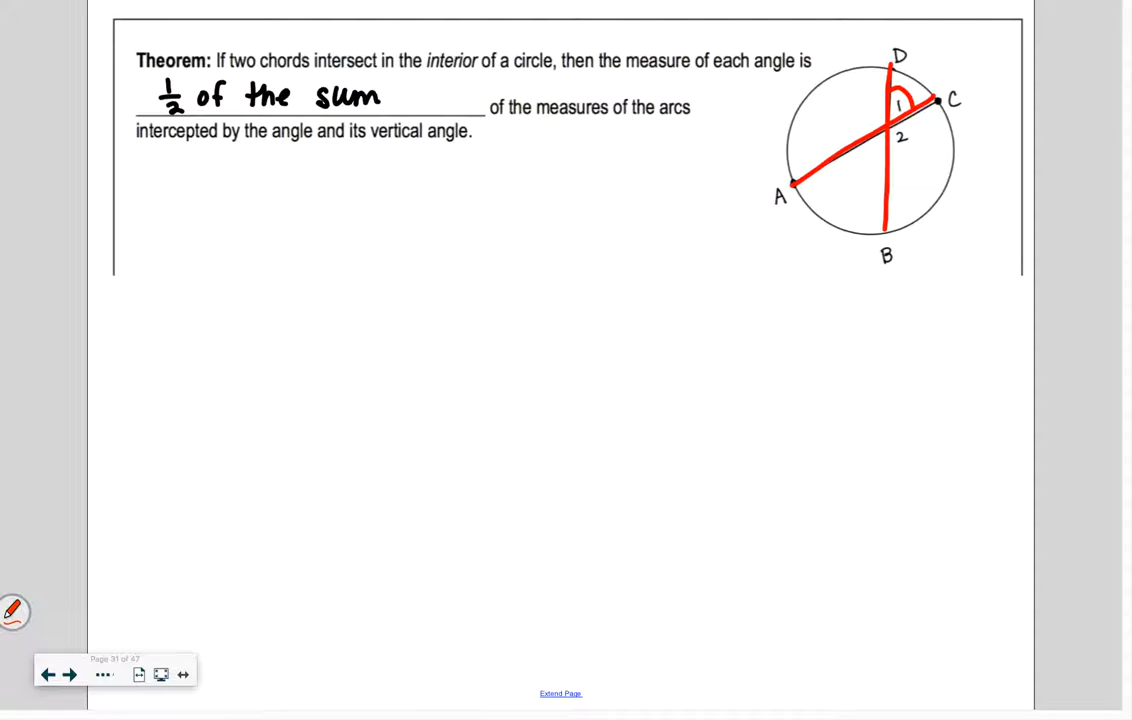 Theorem: If two chords intersect in the interior of a circle, then the measure of each angle is
1/2 of the sum of the measures of the arcs
intercepted by the angle and its vertical angle.
D
C
1
2
A
B
Page 31 of 47
Extend Page